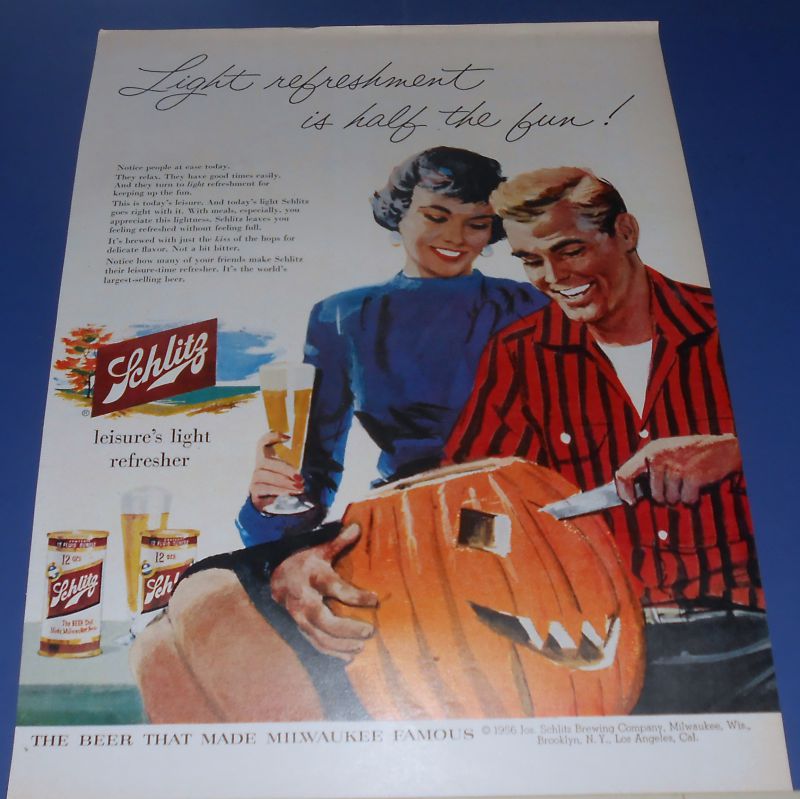 Light refreshment
is half the fun!
Notice people at ease today.
They relax. They have good times easily.
And they turn to light refreshment for
keeping up the fun.
This is today's leisure. And today's light Schlitz
goes right with it. With meals, especially, you
appreciate this lightness. Schlitz leaves you
feeling refreshed without feeling full.
It's brewed with just the kiss of the hops for
delicate flavor. Not a bit bitter.
Notice how many of your friends make Schlitz
their leisure-time refresher. It's the world's
largest-selling beer.
Schlitz
®
leisure's light
refresher
12 OZS
Schlitz
The BEER that
Made Milwaukee
12 OZS
Schl
THE BEER THAT MADE MILWAUKEE FAMOUS
© 1956 Jos. Schlitz Brewing Company, Milwaukee, Wis.,
Brooklyn, N. Y., Los Angeles, Cal.